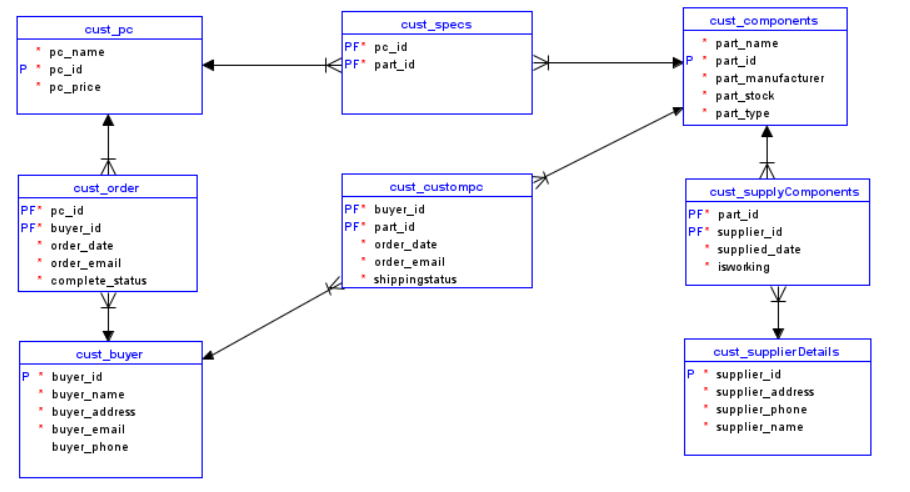 cust_pc
* pc_name
P * pc_id
* pc_price
cust_specs
PF* pc_id
PF* part_id
cust_components
* part_name
P * part_id
* part_manufacturer
* part_stock
* part_type
cust_order
PF* pc_id
PF* buyer_id
* order_date
* order_email
* complete_status
cust_custompc
PF* buyer_id
PF* part_id
* order_date
* order_email
* shippingstatus
cust_supplyComponents
PF* part_id
PF* supplier_id
* supplied_date
* isworking
cust_buyer
P * buyer_id
* buyer_name
* buyer_address
* buyer_email
buyer_phone
cust_supplierDetails
P * supplier_id
* supplier_address
* supplier_phone
* supplier_name